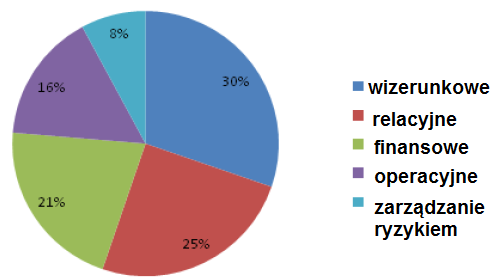 8%
30%
16%
21%
25%
wizerunkowe
relacyjne
finansowe
operacyjne
zarządzanie
ryzykiem